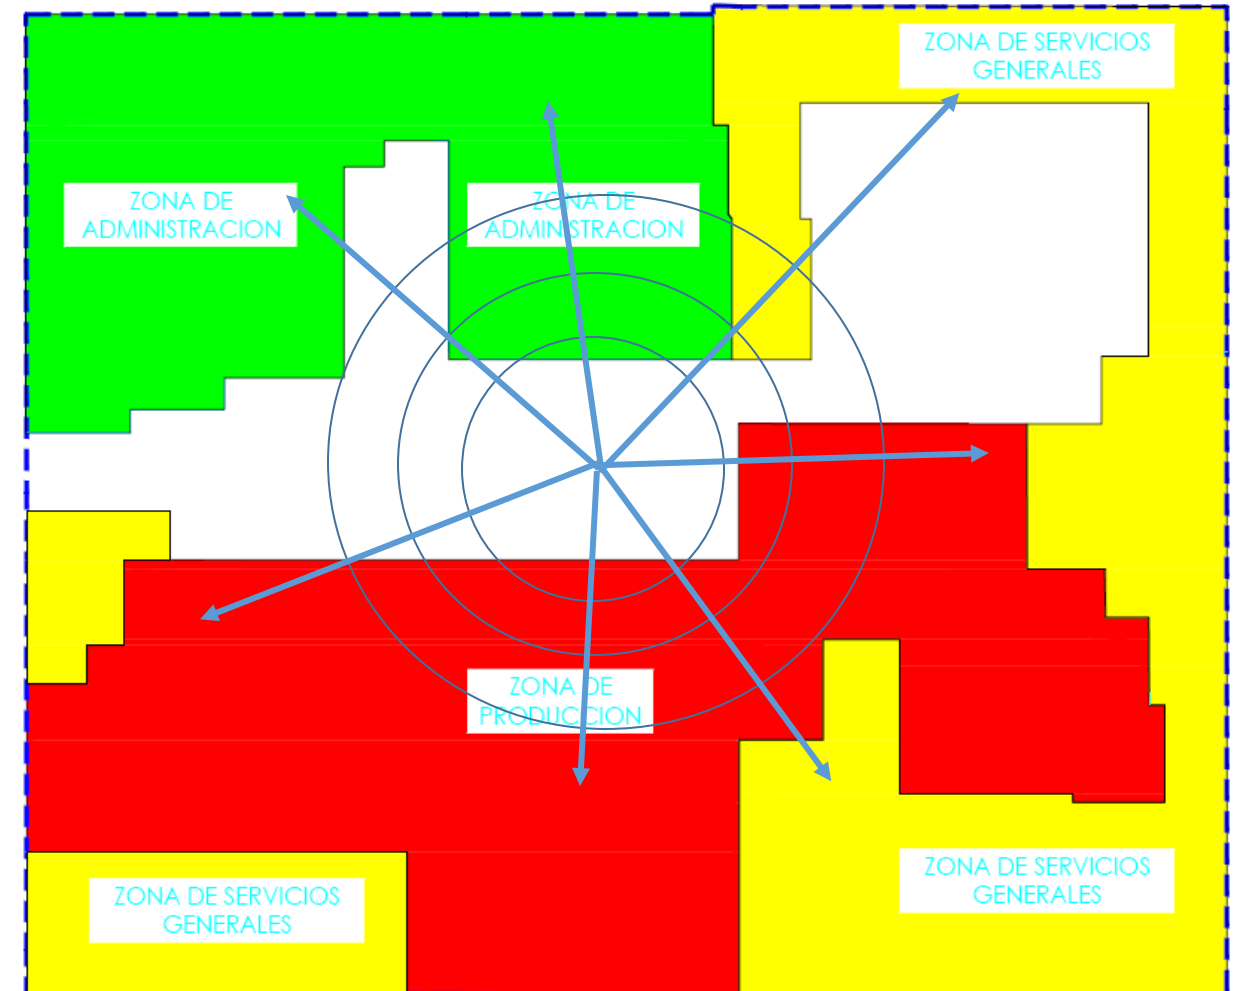 ZONA DE SERVICIOS
GENERALES
ZONA DE
ADMINISTRACION
ZONA DE
ADMINISTRACION
ZONA DE
PRODUCCION
ZONA DE SERVICIOS
GENERALES
ZONA DE SERVICIOS
GENERALES